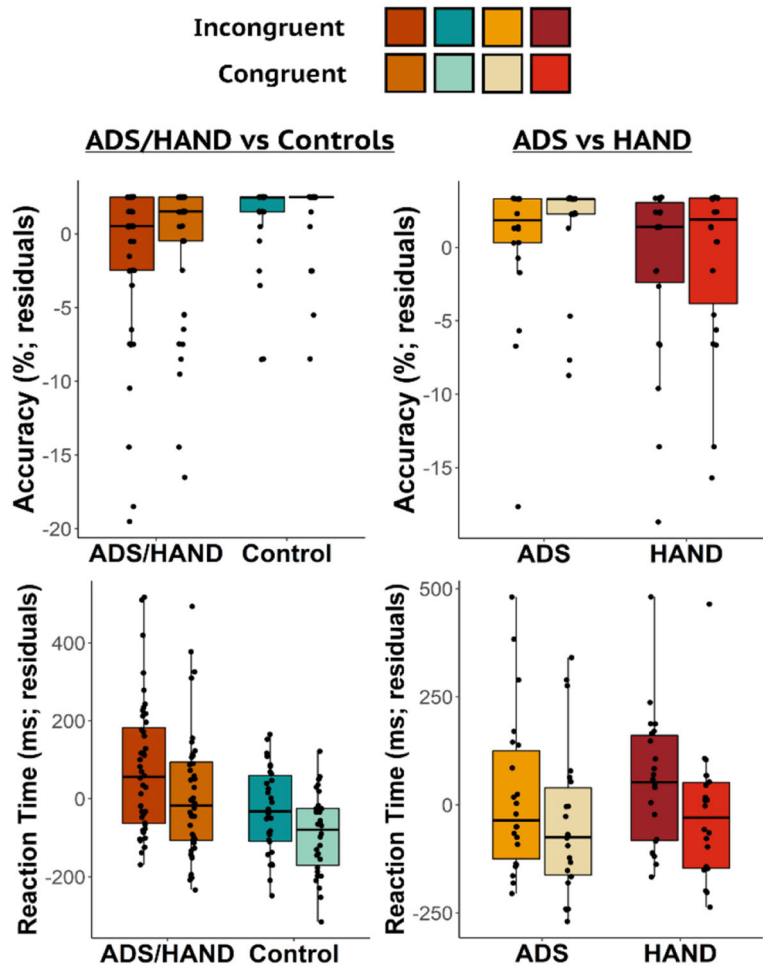 Incongruent
Congruent
ADS/HAND vs Controls
ADS vs HAND
Accuracy (%; residuals)
0
-5
-10
-15
-20
ADS/HAND Control
Accuracy (%; residuals)
0
-5
-10
-15
ADS HAND
Reaction Time (ms; residuals)
400
200
0
-200
ADS/HAND Control
Reaction Time (ms; residuals)
500
250
0
-250
ADS HAND